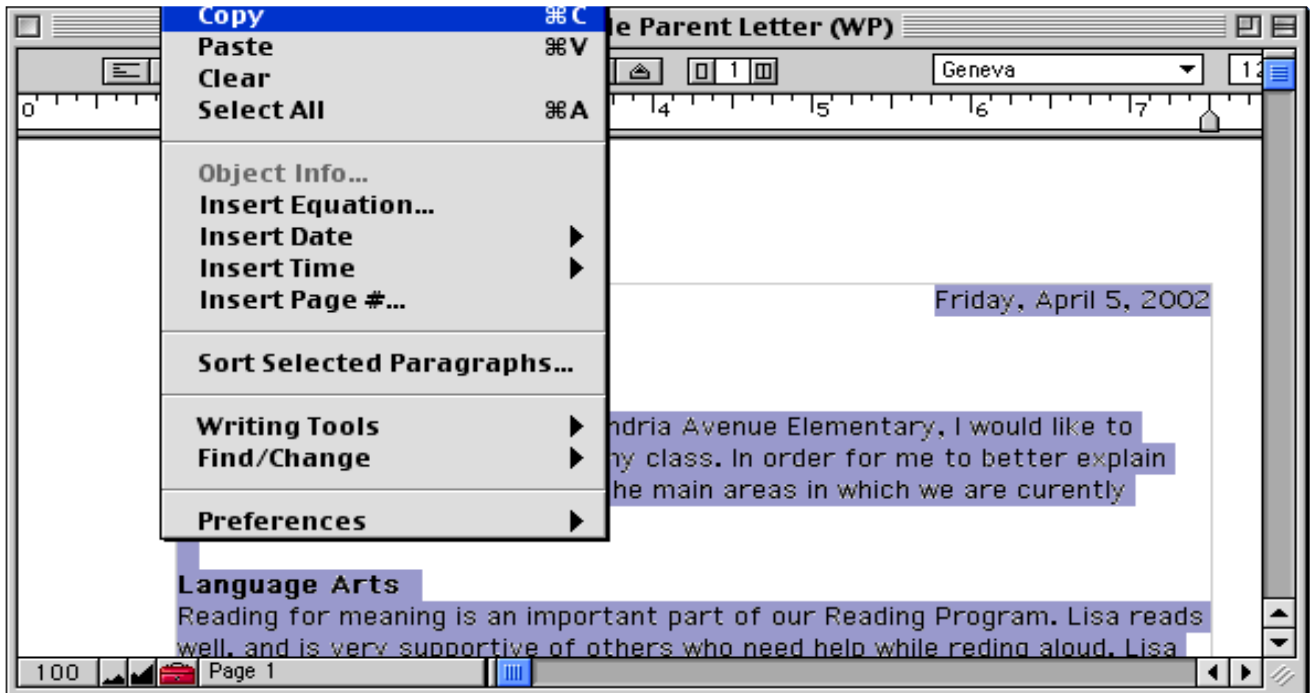 Copy ⌘C
le Parent Letter (WP)
Paste ⌘V
1
Geneva
12
Clear
Select All ⌘A
0 4 5 6 7
Object Info...
Insert Equation...
Insert Date
Insert Time
Insert Page #...
Friday, April 5, 2002
Sort Selected Paragraphs...
Writing Tools
Find/Change
Preferences
ndria Avenue Elementary, I would like to
my class. In order for me to better explain
he main areas in which we are curently
Language Arts
Reading for meaning is an important part of our Reading Program. Lisa reads
well, and is very supportive of others who need help while reding aloud. Lisa
100 Page 1